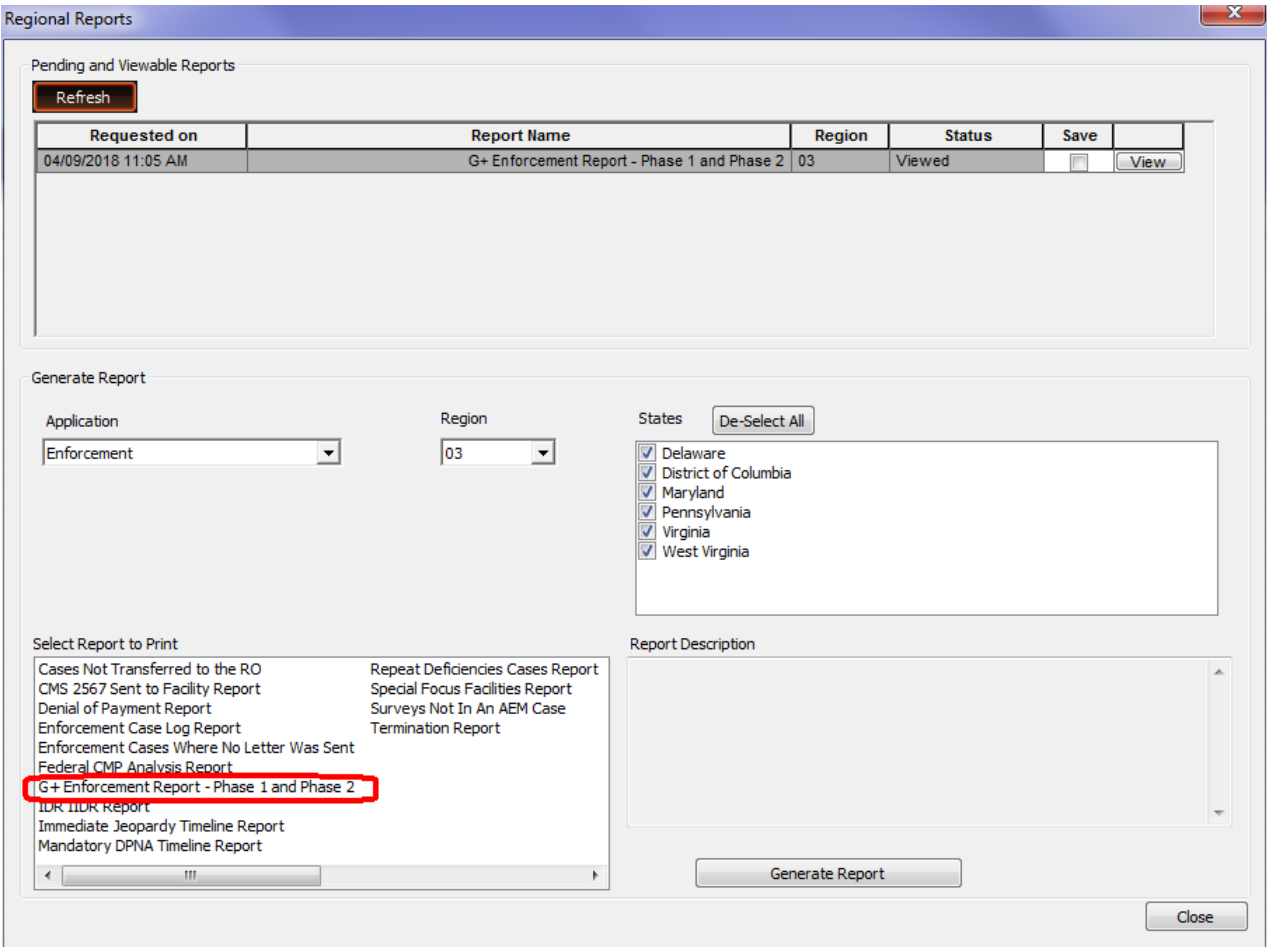 Regional Reports
Pending and Viewable Reports
Refresh
Requested on Report Name Region Status Save
04/09/2018 11:05 AM G+ Enforcement Report - Phase 1 and Phase 2 03 Viewed View
Generate Report
Application Region States De-Select All
Enforcement 03
Delaware
District of Columbia
Maryland
Pennsylvania
Virginia
West Virginia
Select Report to Print
Cases Not Transferred to the RO
CMS 2567 Sent to Facility Report
Denial of Payment Report
Enforcement Case Log Report
Enforcement Cases Where No Letter Was Sent
Federal CMP Analysis Report
G+ Enforcement Report - Phase 1 and Phase 2
IDR IIDR Report
Immediate Jeopardy Timeline Report
Mandatory DPNA Timeline Report
Repeat Deficiencies Cases Report
Special Focus Facilities Report
Surveys Not In An AEM Case
Termination Report
Report Description
Generate Report
Close